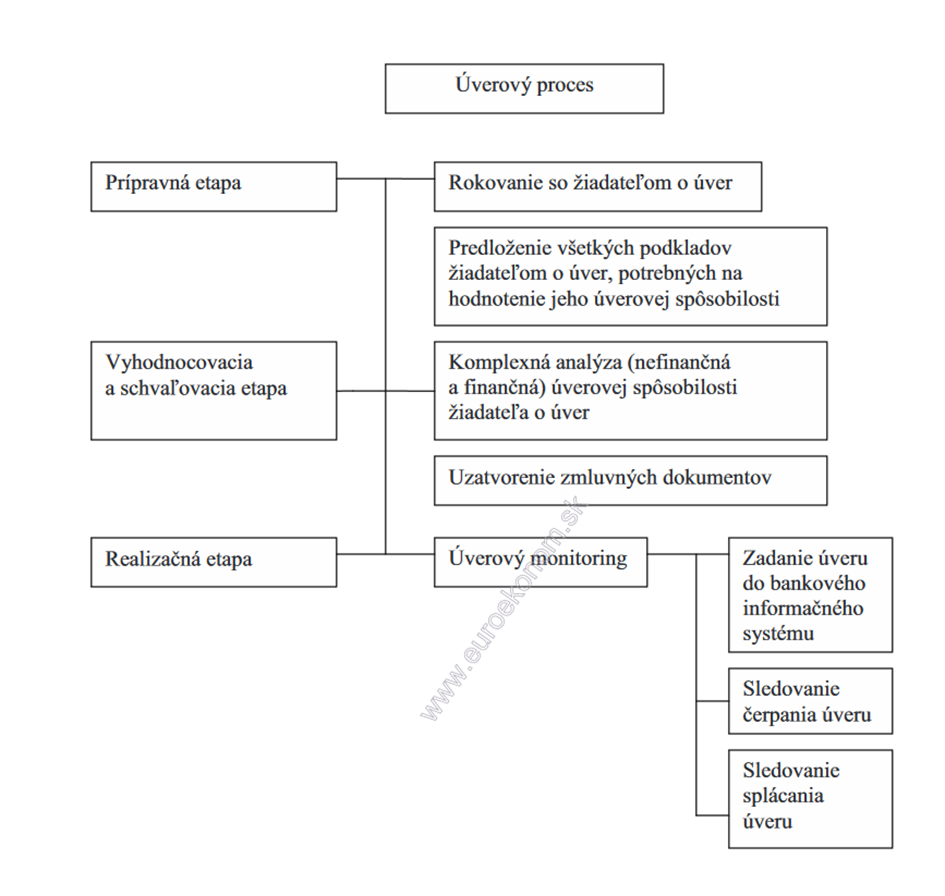 Úverový proces
Prípravná etapa
Rokovanie so žiadateľom o úver
Predloženie všetkých podkladov
žiadateľom o úver, potrebných na
hodnotenie jeho úverovej spôsobilosti
Vyhodnocovacia
a schvaľovacia etapa
Komplexná analýza (nefinančná
a finančná) úverovej spôsobilosti
žiadateľa o úver
Uzatvorenie zmluvných dokumentov
Realizačná etapa
Úverový monitoring
Zadanie úveru
do bankového
informačného
systému
Sledovanie
čerpania úveru
Sledovanie
splácania
úveru
www.euroekonom.sk